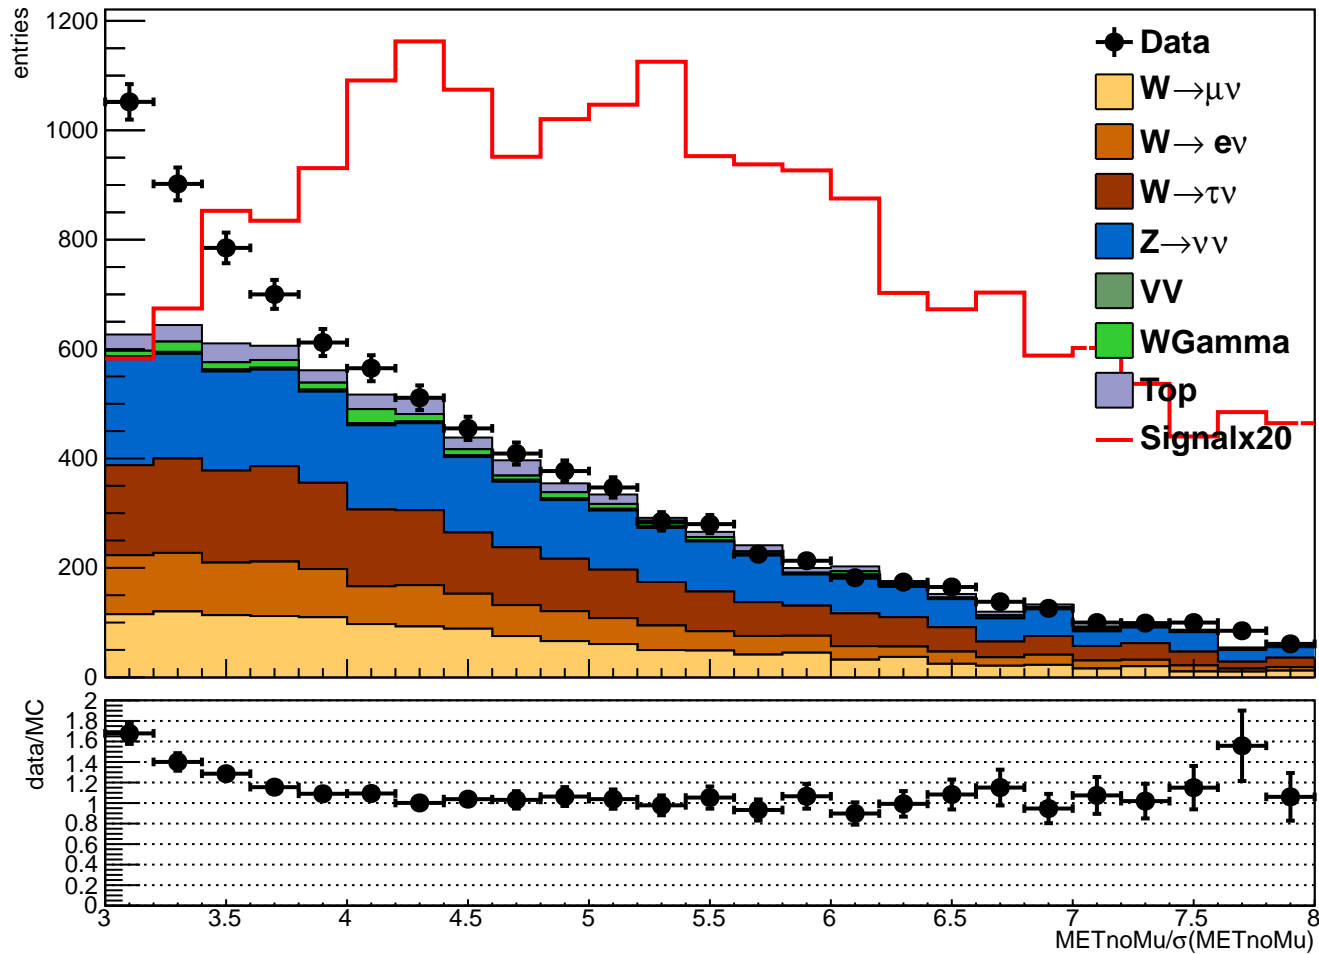 entries
1200
1000
800
600
400
200
0
Data
W→μν
W→ eν
W→τν
Z→νν
VV
WGamma
Top
Signalx20
data/MC
2
1.8
1.6
1.4
1.2
1
0.8
0.6
0.4
0.2
0
3 3.5 4 4.5 5 5.5 6 6.5 7 7.5 8
METnoMu/σ(METnoMu)